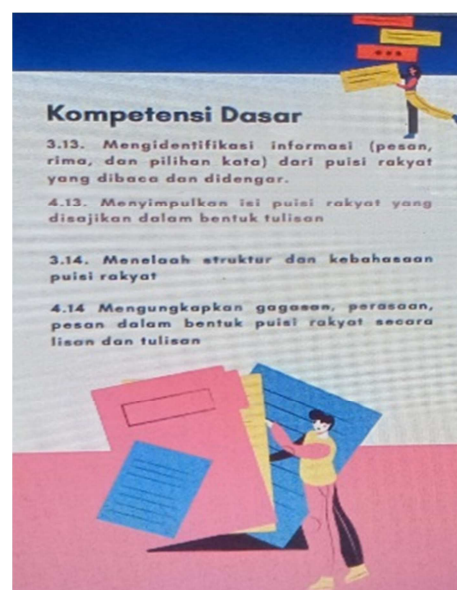 Kompetensi Dasar
3.13. Mengidentifikasi informasi (pesan,
rima, dan pilihan kata) dari puisi rakyat
yang dibaca dan didengar.
4.13. Menyimpulkan isi puisi rakyat yang
disajikan dalam bentuk tulisan
3.14. Menelaah struktur dan kebahasaan
puisi rakyat
4.14 Mengungkapkan gagasan, perasaan,
pesan dalam bentuk puisi rakyat secara
lisan dan tulisan